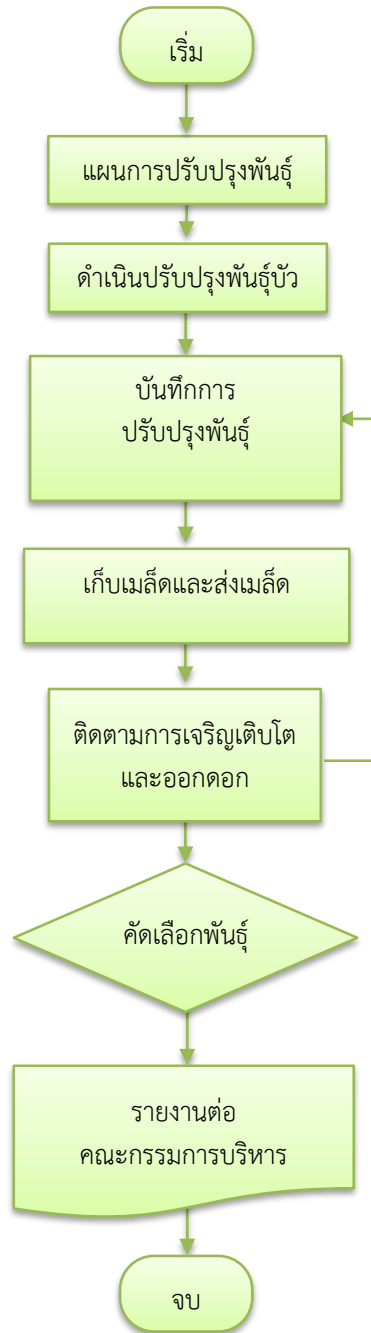 เริ่ม
แผนการปรับปรุงพันธุ์
ดำเนินปรับปรุงพันธุ์บัว
บันทึกการ
ปรับปรุงพันธุ์
เก็บเมล็ดและส่งเมล็ด
ติดตามการเจริญเติบโต
และออกดอก
คัดเลือกพันธุ์
รายงานต่อ
คณะกรรมการบริหาร
จบ